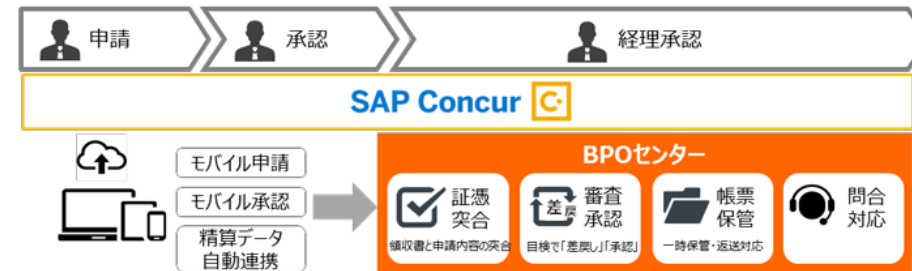 申請
承認
経理承認
SAP Concur C
モバイル申請
モバイル承認
精算データ
自動連携
BPOセンター
証憑
突合
領収書と申請内容の突合
差戻
審査
承認
目検で「差戻し」「承認」
帳票
保管
一時保管・返送対応
問合
対応